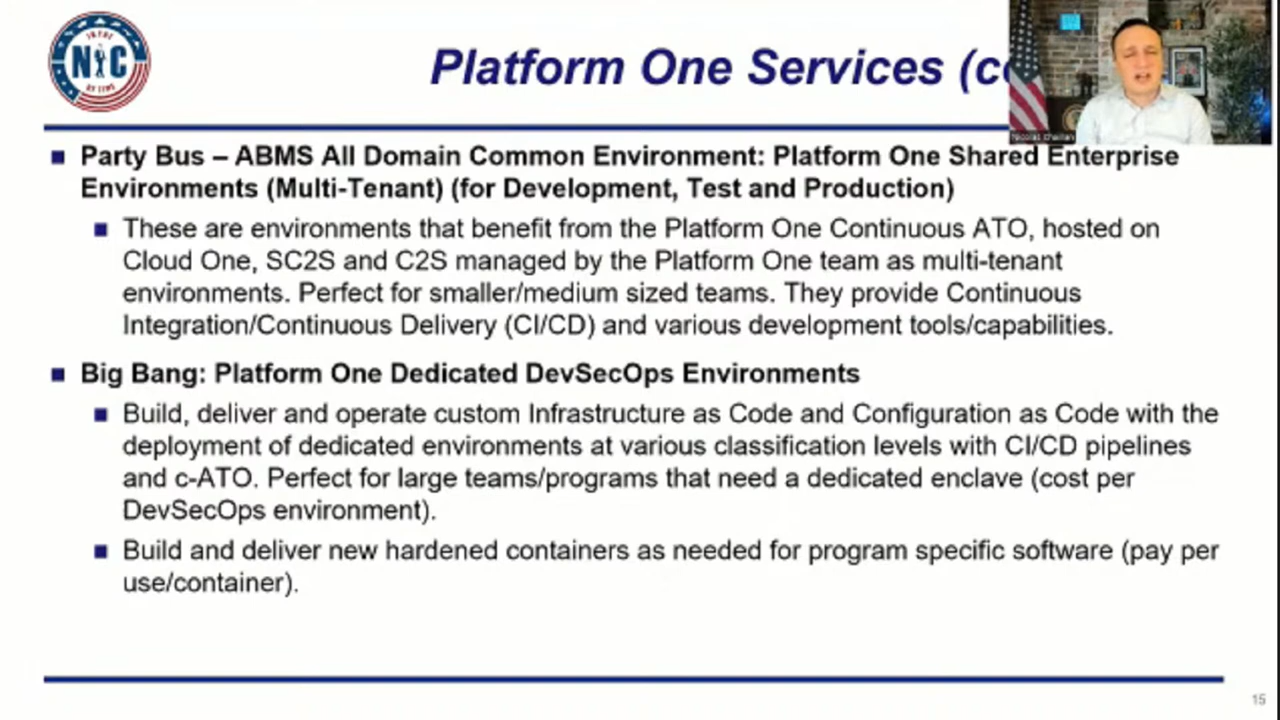 NIC
Platform One Services (co
Nicolas Chaillan
Party Bus – ABMS All Domain Common Environment: Platform One Shared Enterprise
Environments (Multi-Tenant) (for Development, Test and Production)
These are environments that benefit from the Platform One Continuous ATO, hosted on
Cloud One, SC2S and C2S managed by the Platform One team as multi-tenant
environments. Perfect for smaller/medium sized teams. They provide Continuous
Integration/Continuous Delivery (CI/CD) and various development tools/capabilities.
Big Bang: Platform One Dedicated DevSecOps Environments
Build, deliver and operate custom Infrastructure as Code and Configuration as Code with the
deployment of dedicated environments at various classification levels with CI/CD pipelines
and c-ATO. Perfect for large teams/programs that need a dedicated enclave (cost per
DevSecOps environment).
Build and deliver new hardened containers as needed for program specific software (pay per
use/container).
15